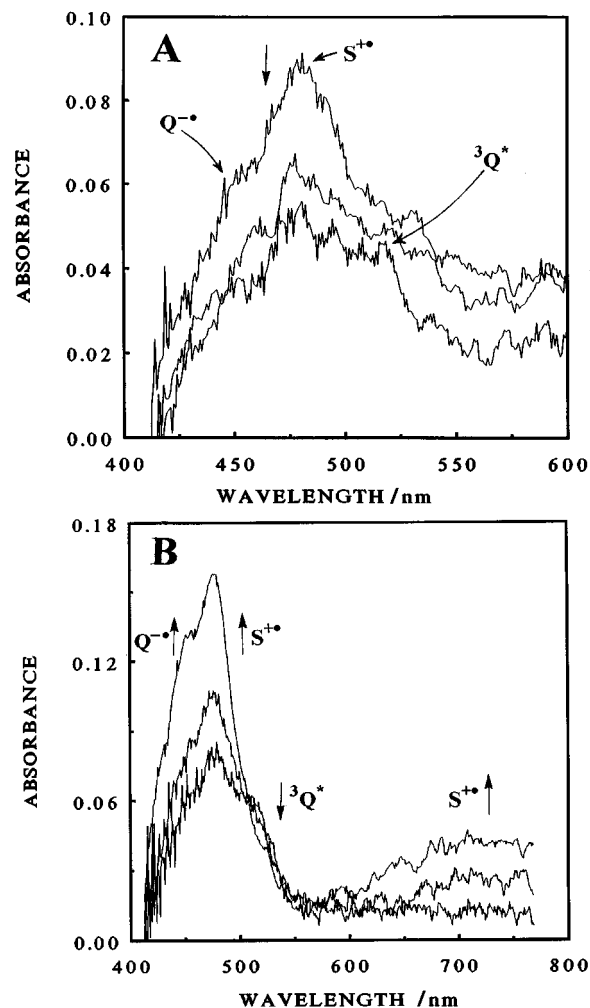 A
0.10
S+•
Q−•
3Q*
0.08
0.06
0.04
0.02
0.00
ABSORBANCE
400 450 500 550 600
WAVELENGTH /nm
B
0.18
Q−•
S+•
0.12
3Q*
S+•
0.06
0.00
ABSORBANCE
400 500 600 700 800
WAVELENGTH /nm